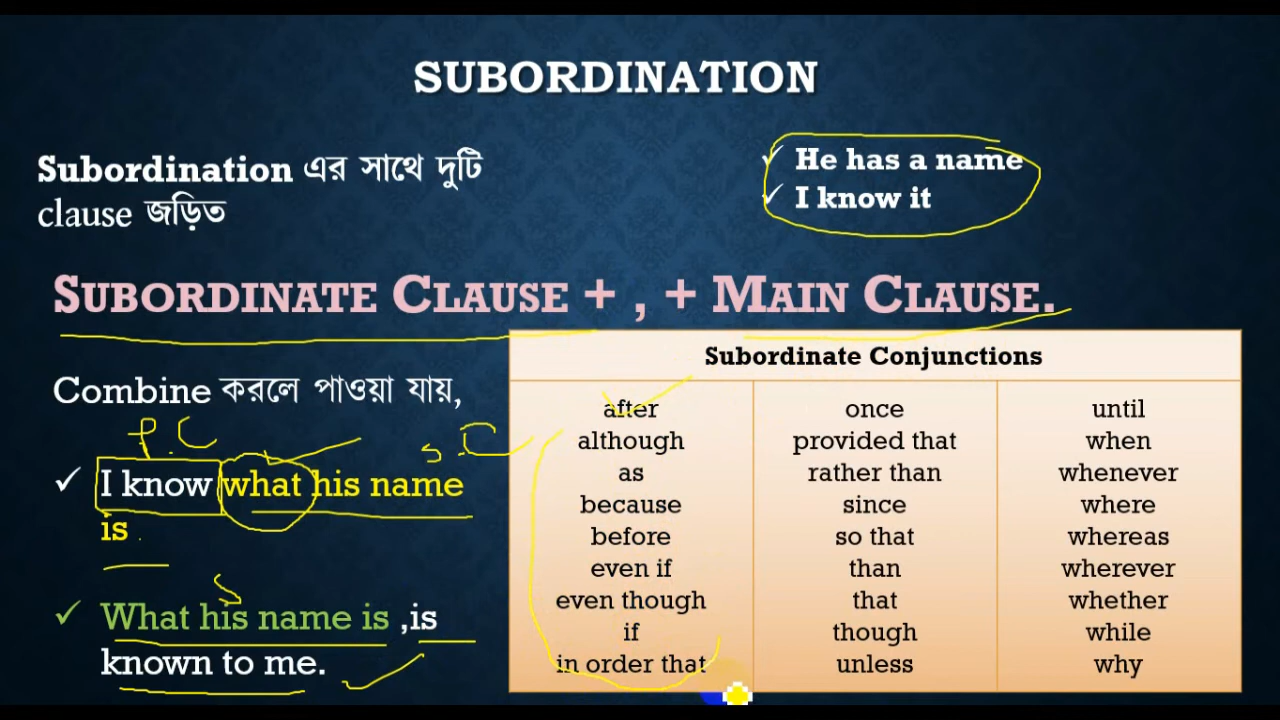 SUBORDINATION
Subordination এর সাথে দুটি
clause জড়িত
He has a name
I know it
SUBORDINATE CLAUSE + , + MAIN CLAUSE.
Combine করলে পাওয়া যায়,
P.C
S.C
I know what his name
is
S
What his name is ,is
known to me.
Subordinate Conjunctions
after once until
although provided that when
as rather than whenever
because since where
before so that whereas
even if than wherever
even though that whether
if though while
in order that unless why